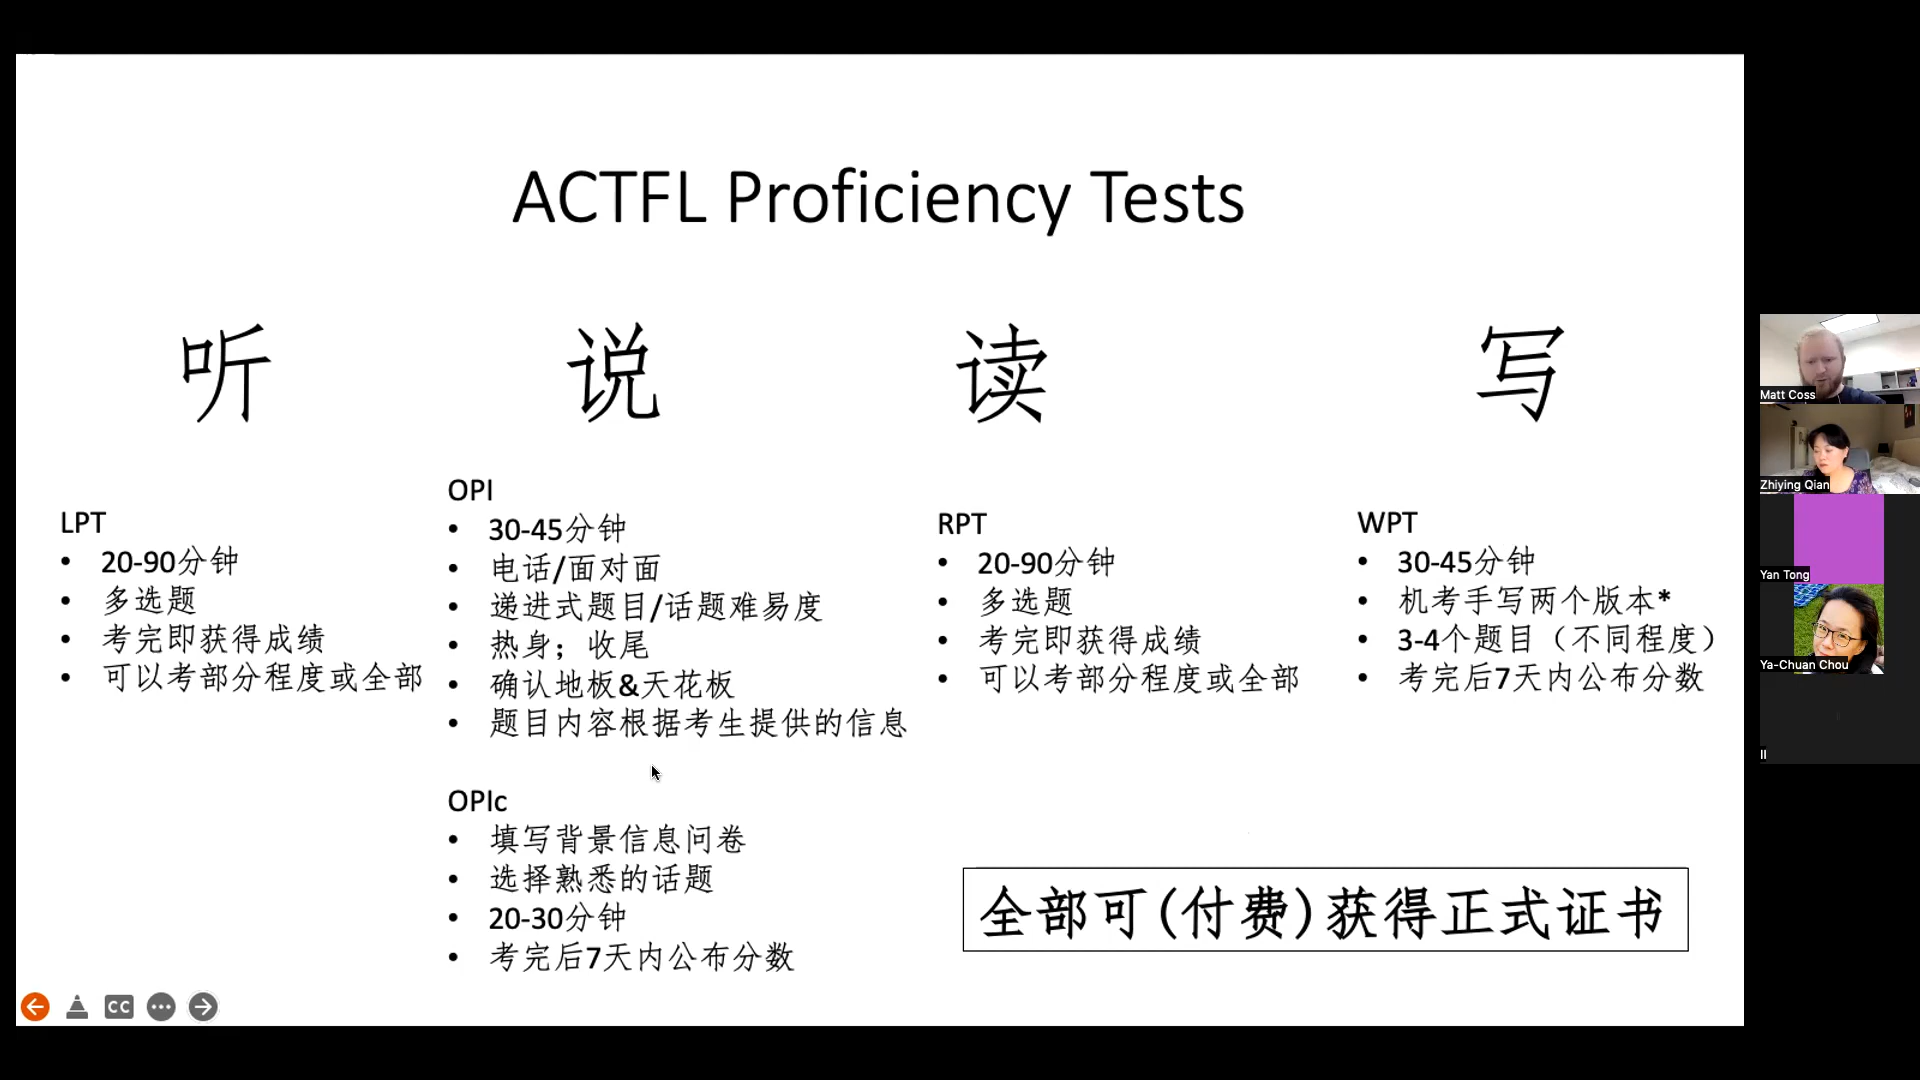 ACTFL Proficiency Tests
听
说
读
写
LPT
• 20-90分钟
• 多选题
• 考完即获得成绩
• 可以考部分程度或全部
OPI
• 30-45分钟
• 电话/面对面
• 递进式题目/话题难易度
• 热身；收尾
• 确认地板&天花板
• 题目内容根据考生提供的信息
OPIc
• 填写背景信息问卷
• 选择熟悉的话题
• 20-30分钟
• 考完后7天内公布分数
RPT
• 20-90分钟
• 多选题
• 考完即获得成绩
• 可以考部分程度或全部
WPT
• 30-45分钟
• 机考手写两个版本*
• 3-4个题目（不同程度）
• 考完后7天内公布分数
全部可(付费)获得正式证书
CC
Matt Coss
Zhiying Qian
Yan Tong
Ya-Chuan Chou
ll